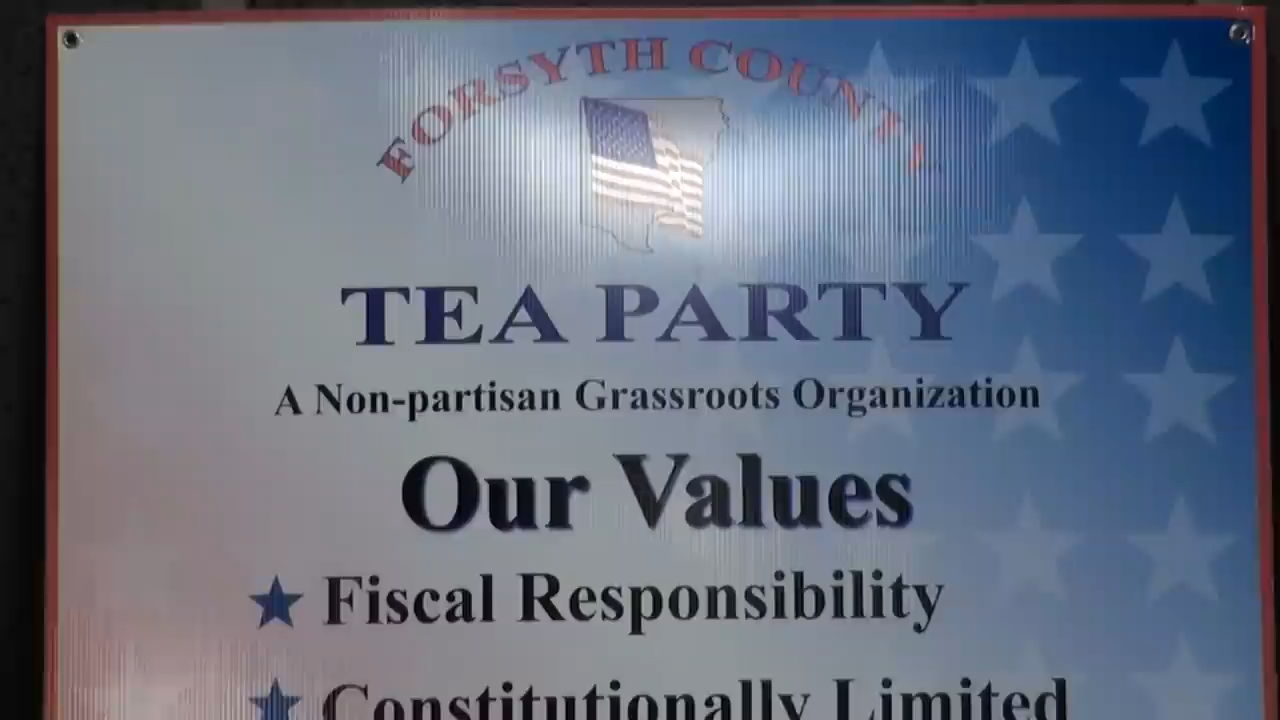 FORSYTH COUNTY
TEA PARTY
A Non-partisan Grassroots Organization
Our Values
Fiscal Responsibility
Constitutionally Limited